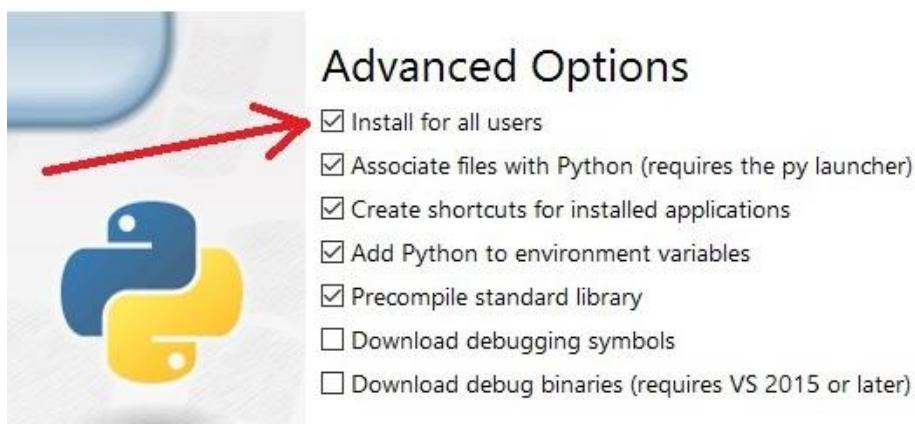 Advanced Options
Install for all users
Associate files with Python (requires the py launcher)
Create shortcuts for installed applications
Add Python to environment variables
Precompile standard library
Download debugging symbols
Download debug binaries (requires VS 2015 or later)